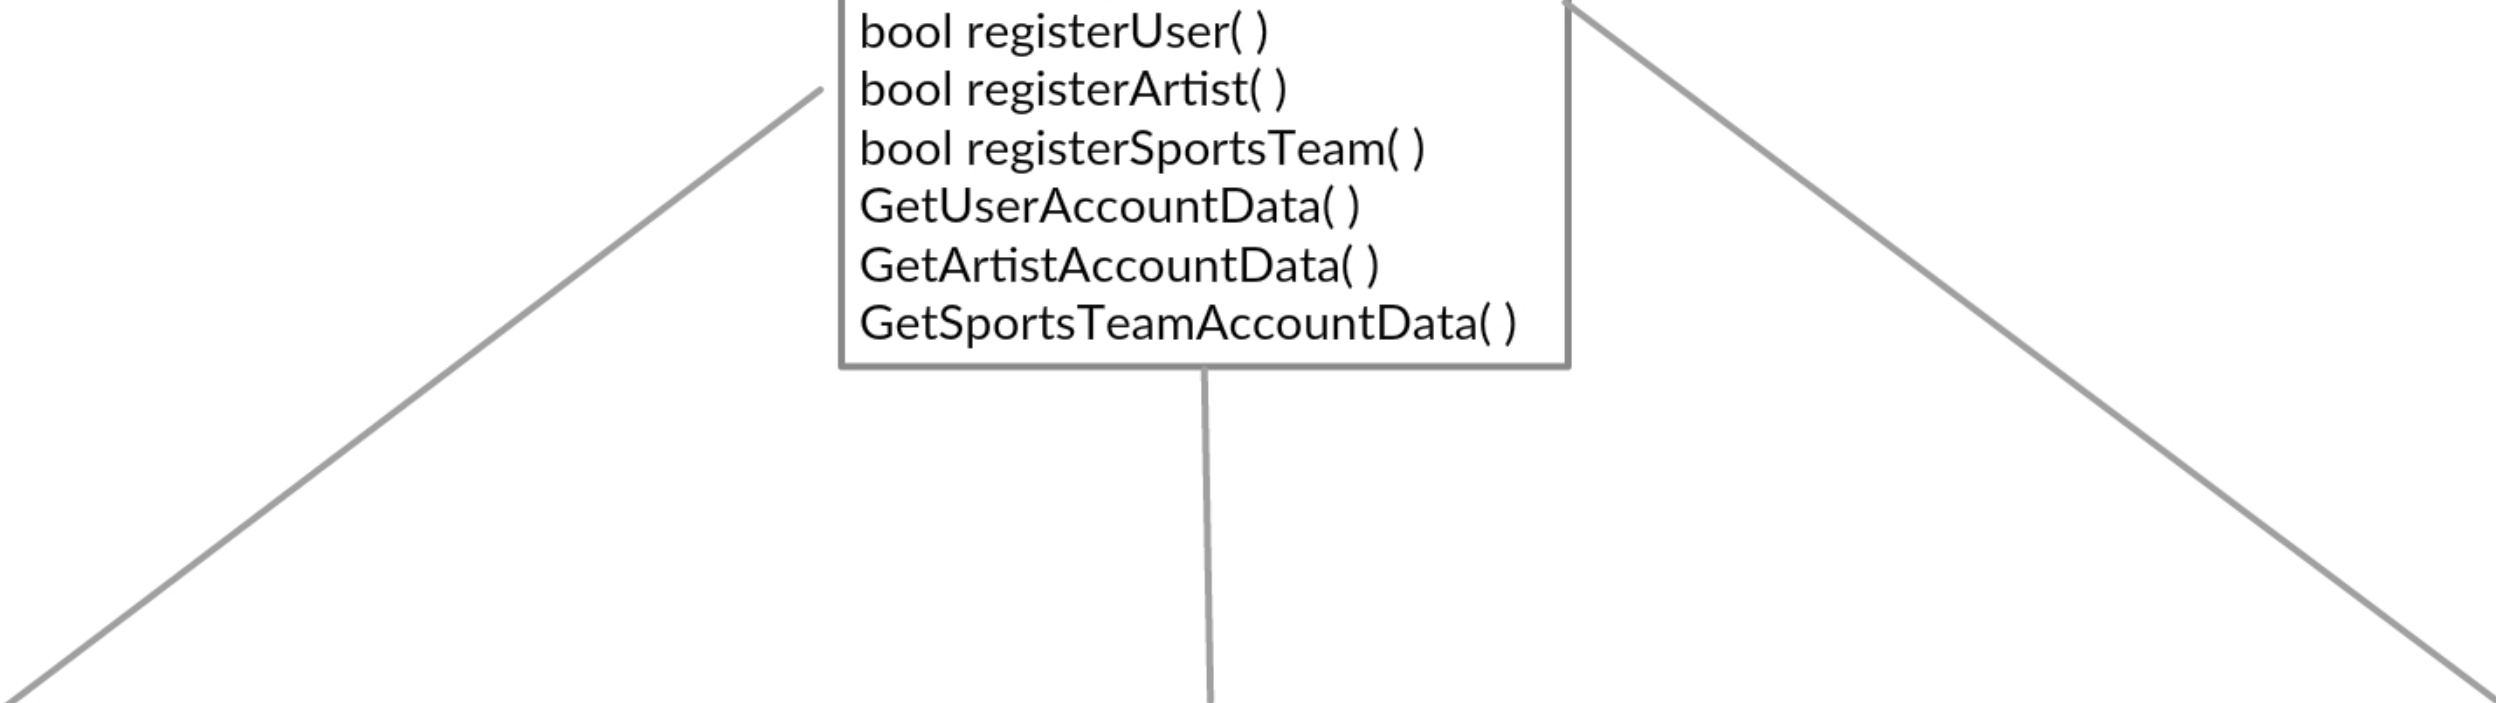 bool registerUser( )
bool registerArtist( )
bool registerSportsTeam( )
GetUserAccountData( )
GetArtistAccountData( )
GetSportsTeamAccountData( )